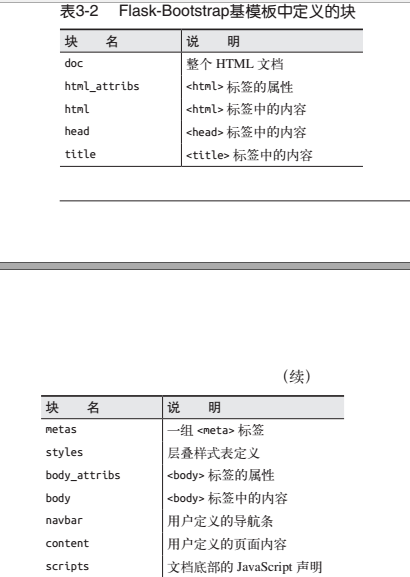 表3-2 Flask-Bootstrap基模板中定义的块
块 名 说 明
doc 整个 HTML 文档
html_attribs <html> 标签的属性
html <html> 标签中的内容
head <head> 标签中的内容
title <title> 标签中的内容
（续）
块 名 说 明
metas 一组 <meta> 标签
styles 层叠样式表定义
body_attribs <body> 标签的属性
body <body> 标签中的内容
navbar 用户定义的导航条
content 用户定义的页面内容
scripts 文档底部的 JavaScript 声明